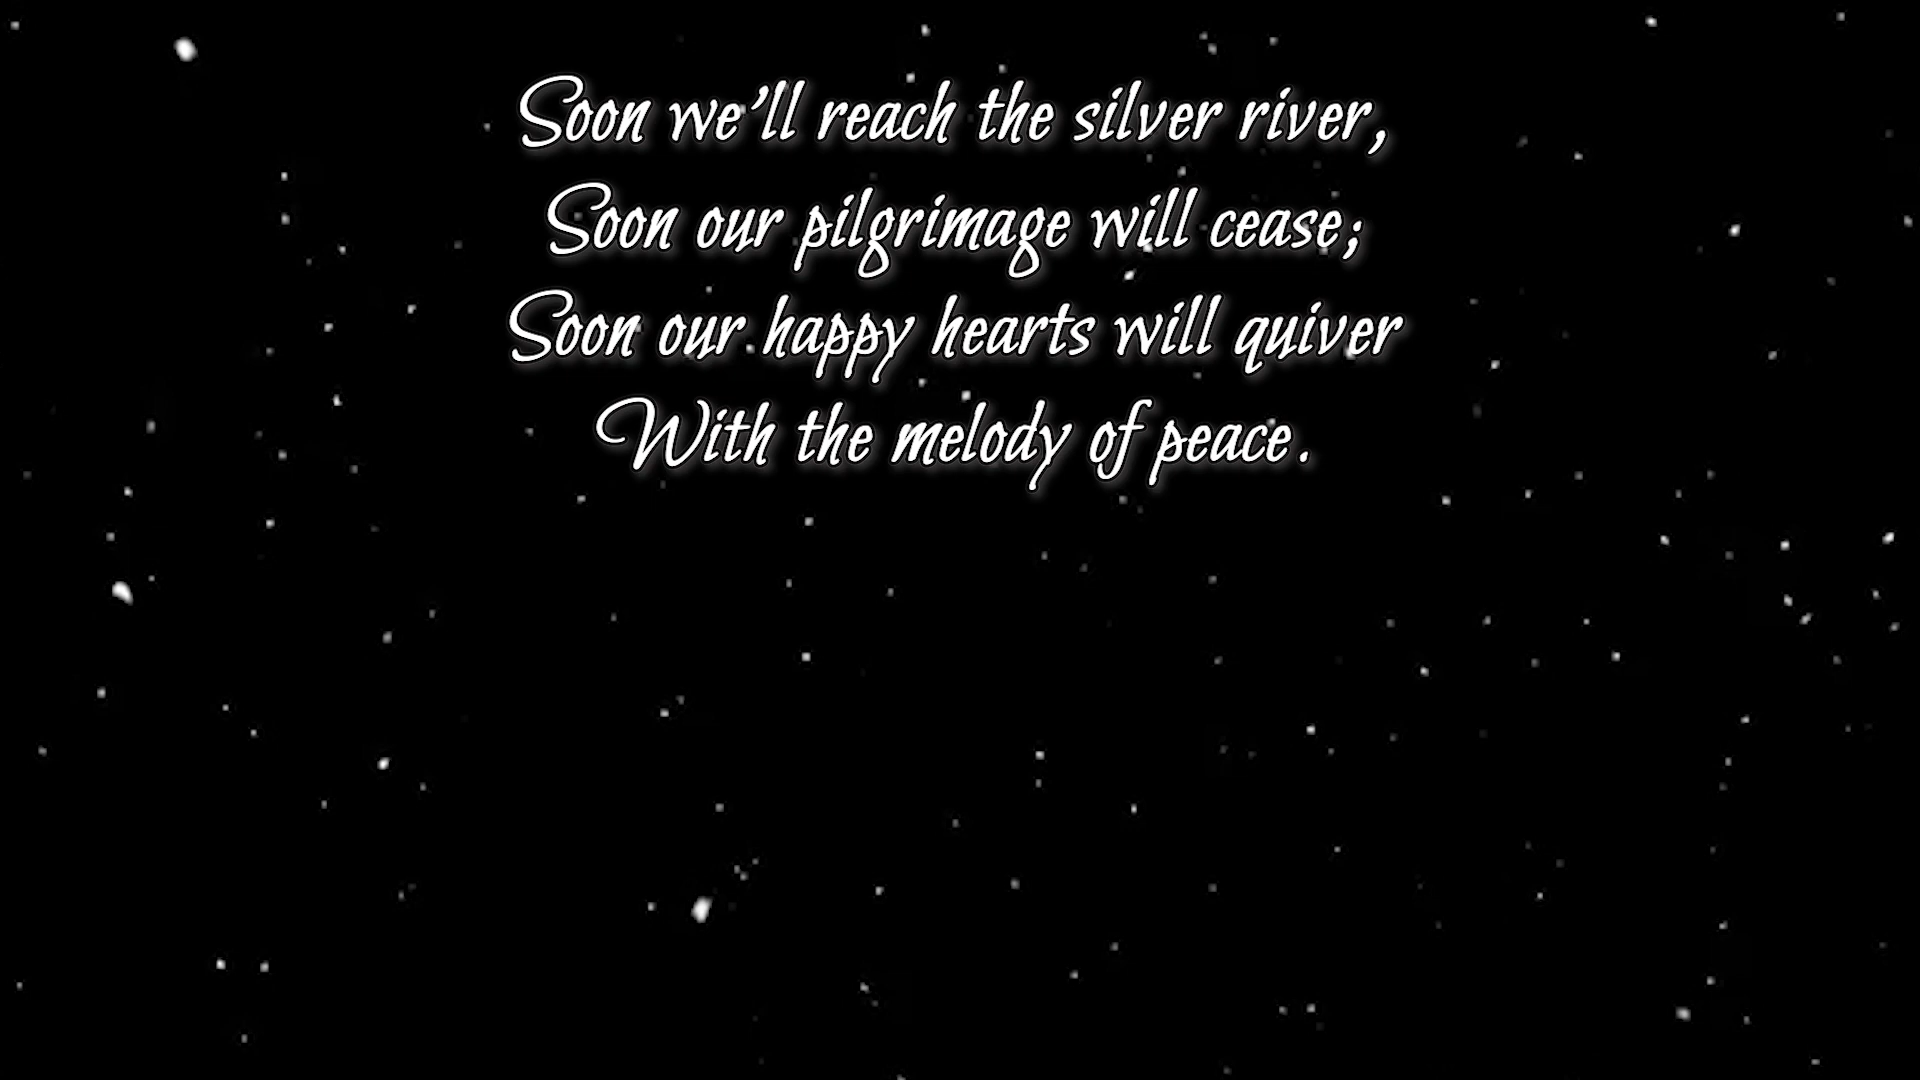 Soon we’ll reach the silver river,
Soon our pilgrimage will cease;
Soon our happy hearts will quiver
With the melody of peace.